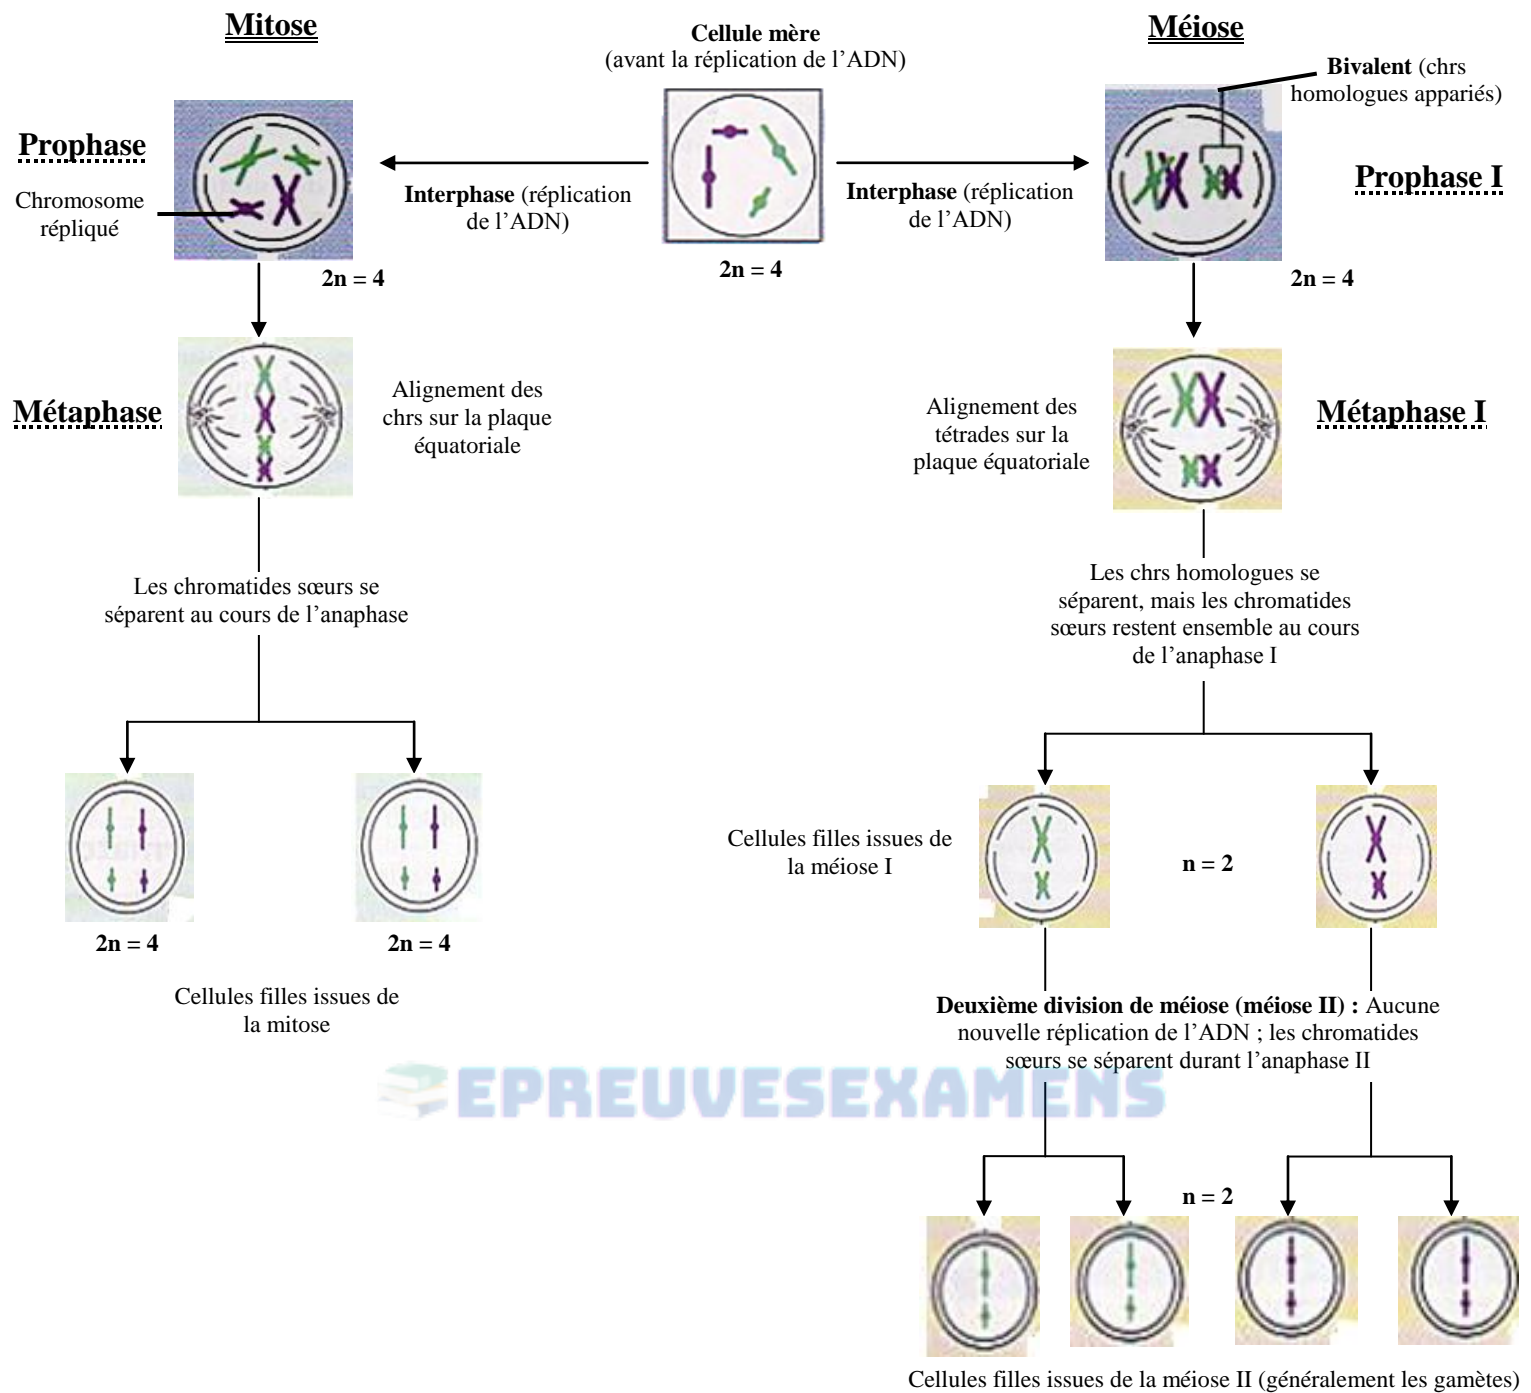 Mitose
Cellule mère
(avant la réplication de l’ADN)
Méiose
Bivalent (chrs
homologues appariés)
Prophase
Chromosome
répliqué
Interphase (réplication
de l’ADN)
Interphase (réplication
de l’ADN)
Prophase I
2n = 4
2n = 4
2n = 4
Métaphase
Alignement des
chrs sur la plaque
équatoriale
Alignement des
tétrades sur la
plaque équatoriale
Métaphase I
Les chromatides sœurs se
séparent au cours de l’anaphase
Les chrs homologues se
séparent, mais les chromatides
sœurs restent ensemble au cours
de l’anaphase I
Cellules filles issues de
la méiose I
n = 2
2n = 4
2n = 4
Cellules filles issues de
la mitose
Deuxième division de méiose (méiose II) : Aucune
nouvelle réplication de l’ADN ; les chromatides
sœurs se séparent durant l’anaphase II
EPREUVESEXAMENS
n = 2
Cellules filles issues de la méiose II (généralement les gamètes)